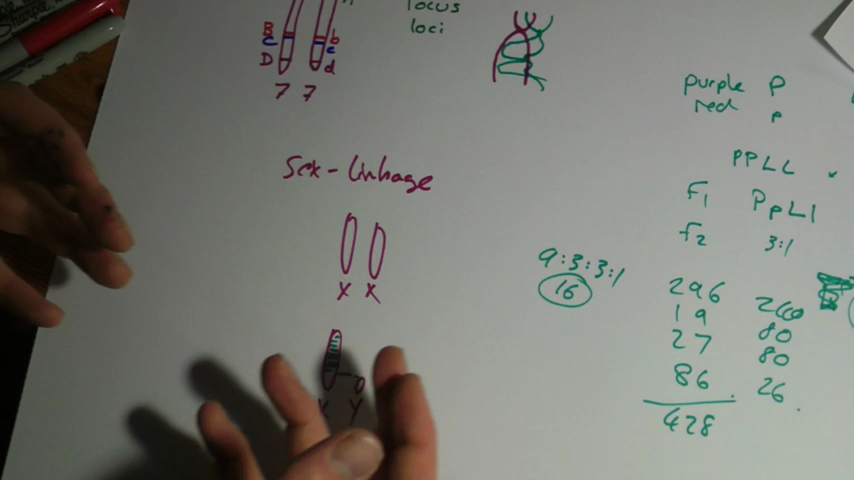 locus
loci
B b
C c
D d
7 7
purple P
red P
PPLL
F1 PpLl
F2 3:1
Sex-linkage
X X
X Y
9:3:3:1
16
296 240
19 80
27 80
86 26
428